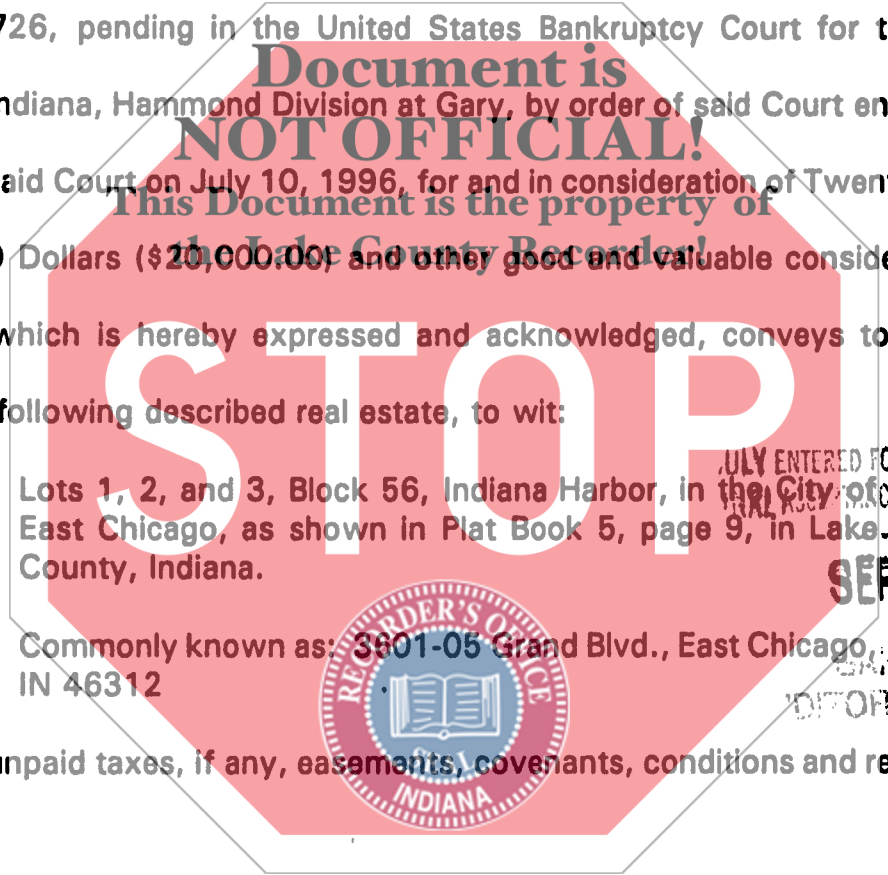 726, pending in the United States Bankruptcy Court for t
Document is
ndiana, Hammond Division at Gary, by order of said Court en
NOT OFFICIAL!
aid Court on July 10, 1996, for and in consideration of Twen
This Document is the property of
the Lake County Recorder!
Dollars ($20,000.00) and other good and valuable conside
which is hereby expressed and acknowledged, conveys to
following described real estate, to wit:
STOP
Lots 1, 2, and 3, Block 56, Indiana Harbor, in the City of
East Chicago, as shown in Plat Book 5, page 9, in Lake
County, Indiana.
ULY ENTERED FO
SE
Commonly known as: 3601-05 Grand Blvd., East Chicago,
IN 46312
RECORDER'S OFFICE
INDIANA
unpaid taxes, if any, easements, covenants, conditions and re